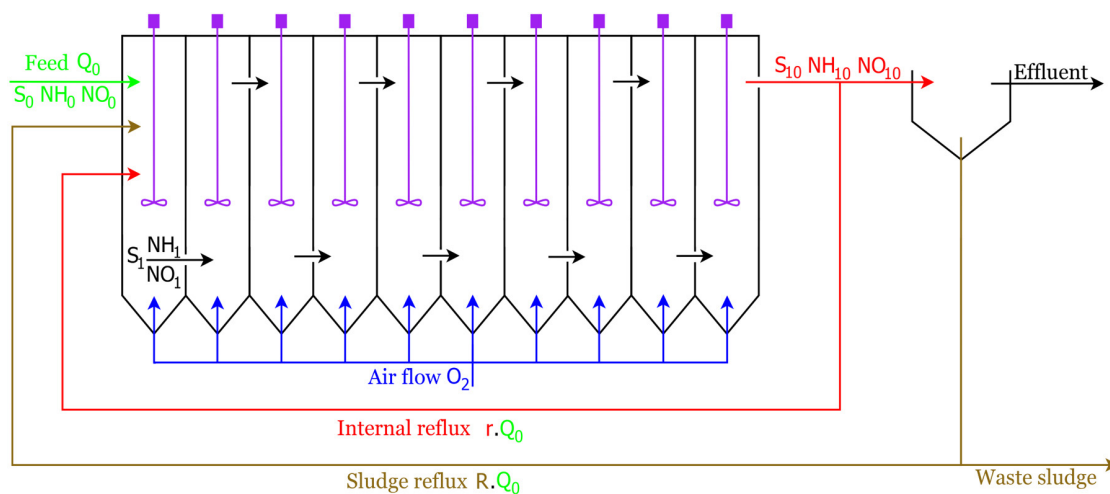 Feed Q0
S0 NH0 NO0
S10 NH10 NO10
Effluent
S1 NH1
NO1
Air flow O2
Internal reflux r.Q0
Sludge reflux R.Q0
Waste sludge